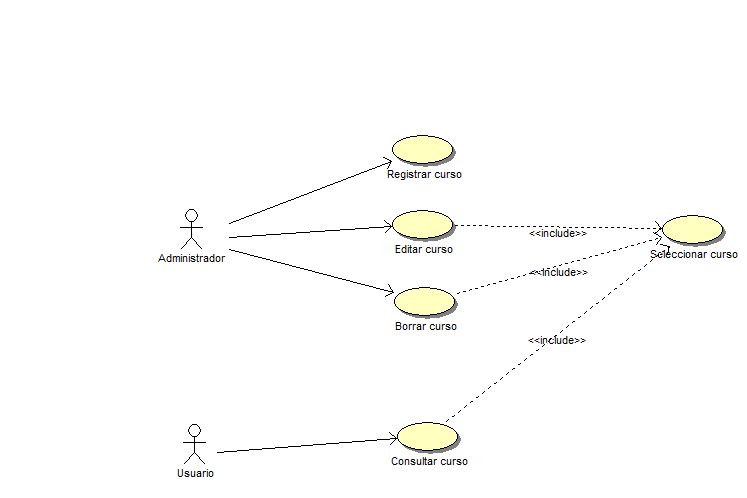 Registrar curso
Administrador
Editar curso
<<include>>
Seleccionar curso
<<include>>
Borrar curso
<<include>>
Usuario
Consultar curso